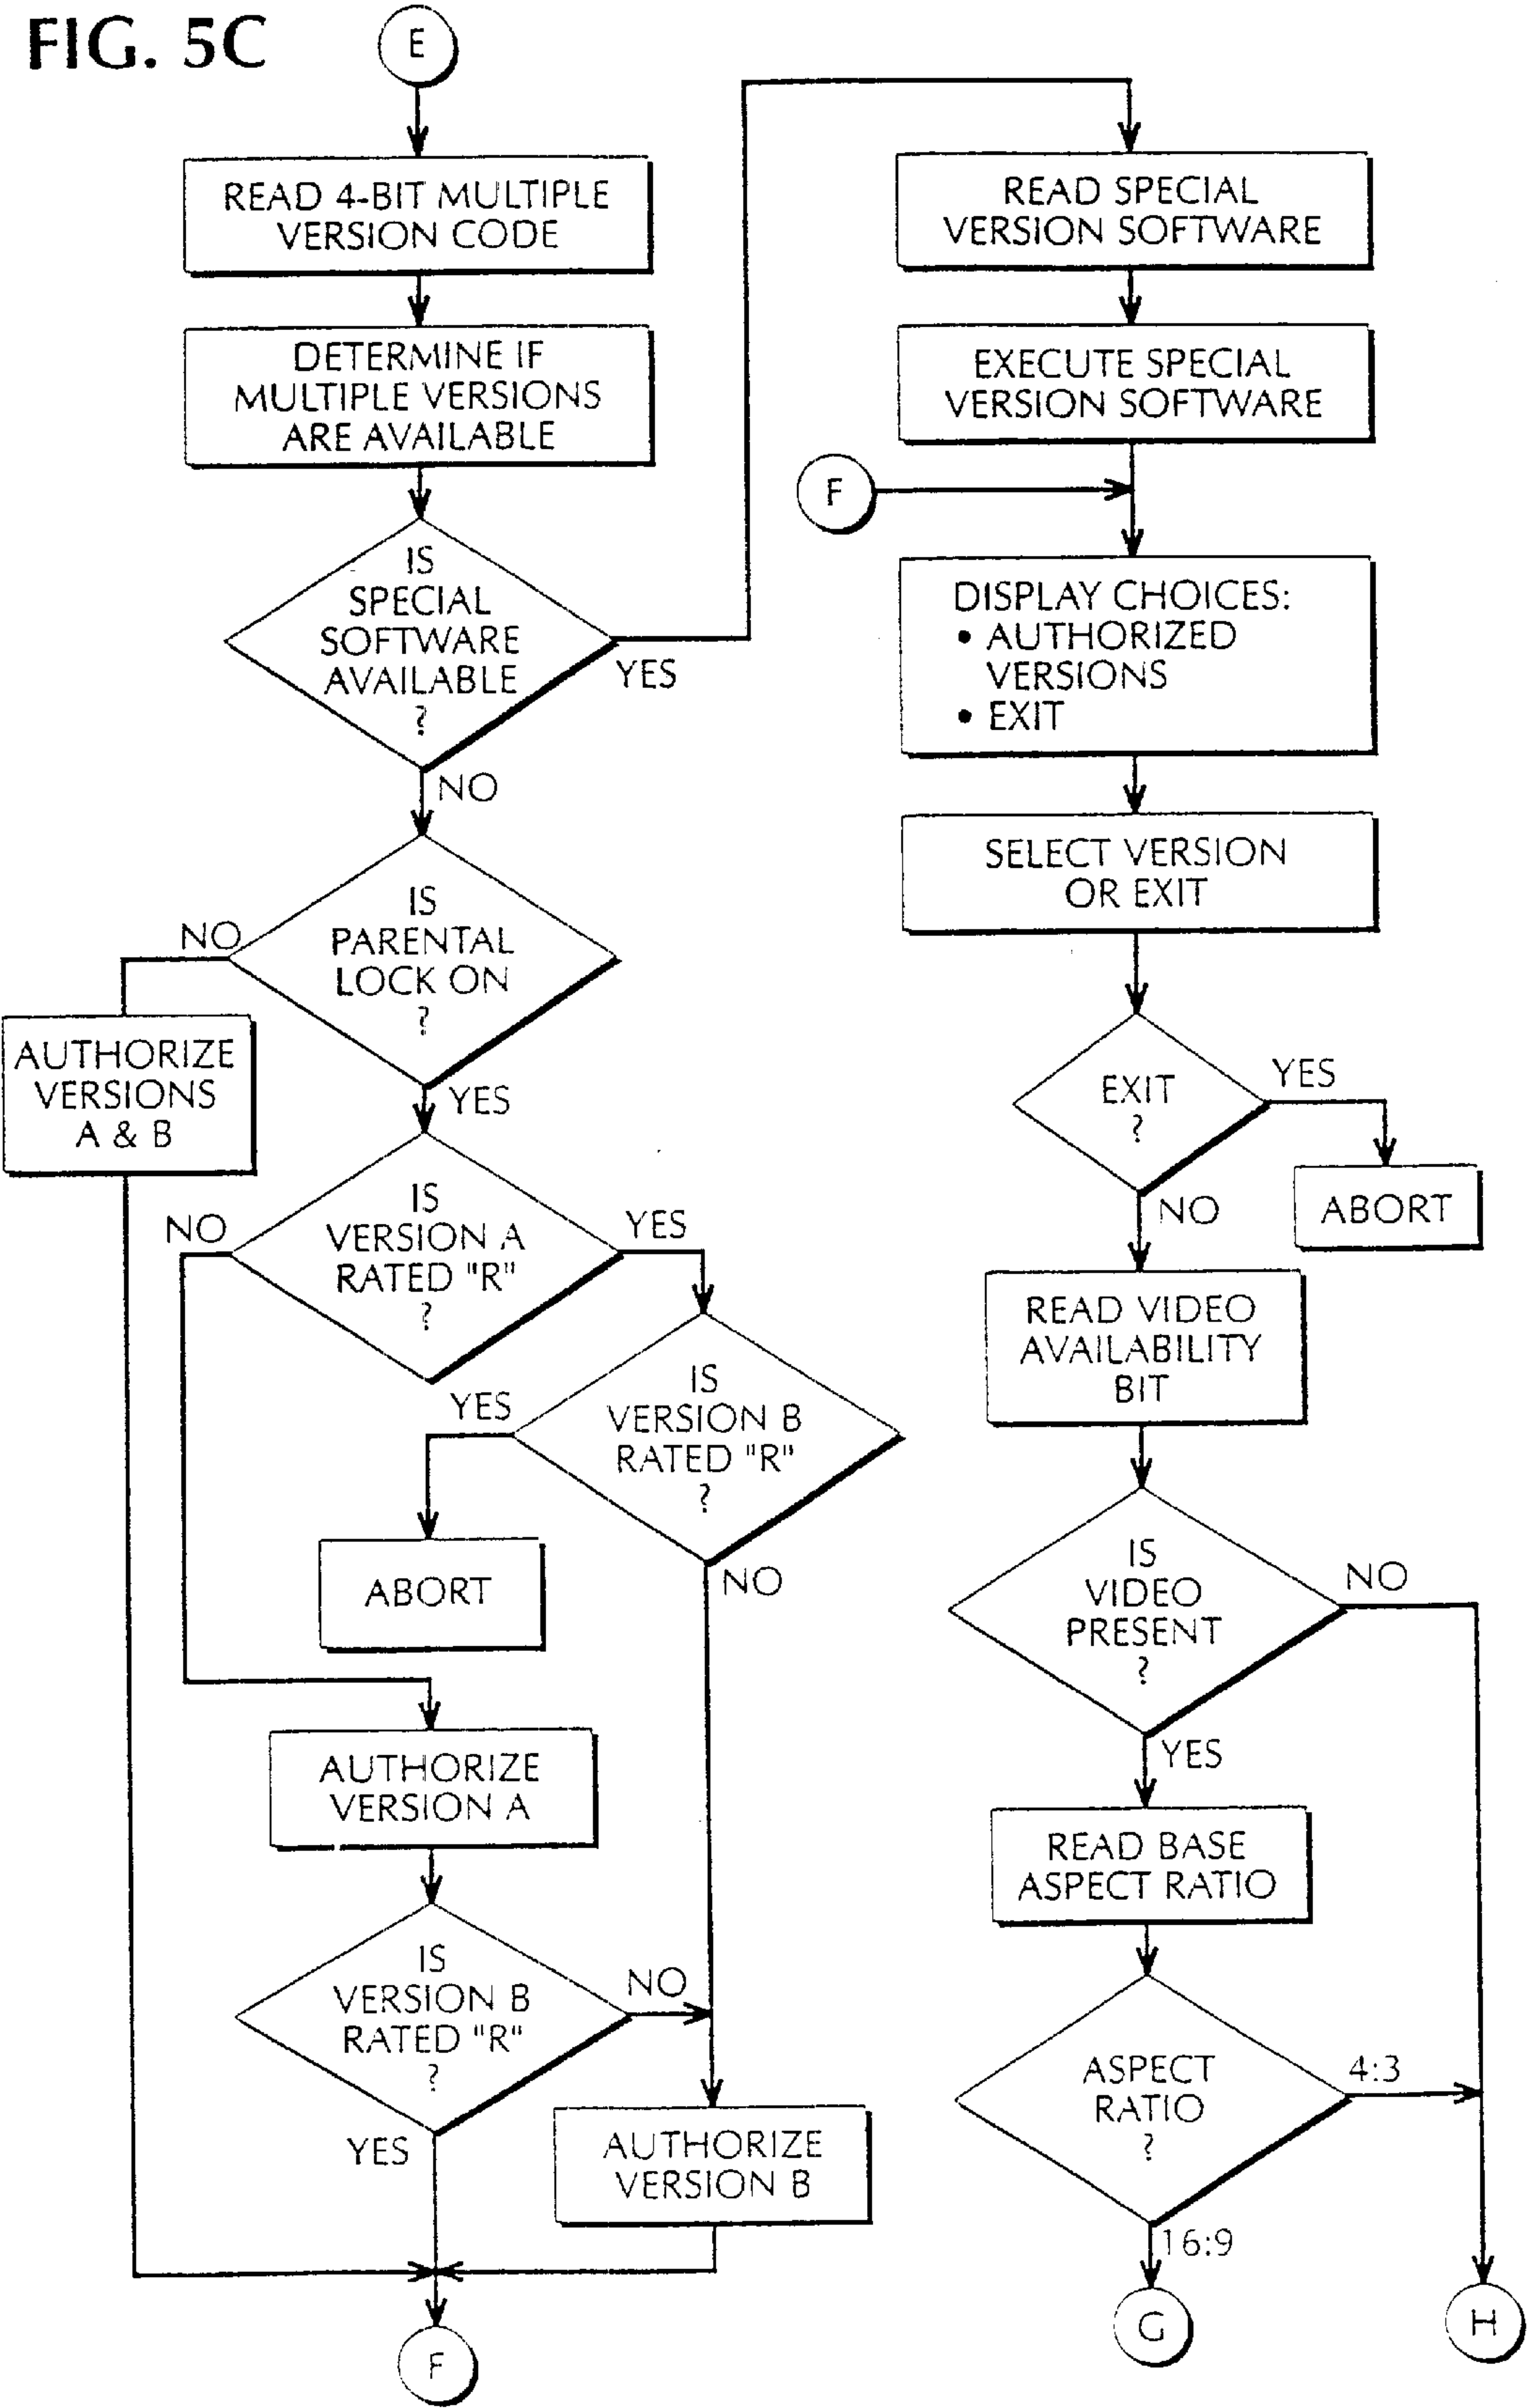 FIG. 5C
E
READ 4-BIT MULTIPLE
VERSION CODE
DETERMINE IF
MULTIPLE VERSIONS
ARE AVAILABLE
IS
SPECIAL
SOFTWARE
AVAILABLE
?
YES
NO
IS
PARENTAL
LOCK ON
?
NO
YES
AUTHORIZE
VERSIONS
A & B
IS
VERSION A
RATED "R"
?
NO
YES
IS
VERSION B
RATED "R"
?
YES
NO
ABORT
AUTHORIZE
VERSION A
IS
VERSION B
RATED "R"
?
NO
YES
AUTHORIZE
VERSION B
F
READ SPECIAL
VERSION SOFTWARE
EXECUTE SPECIAL
VERSION SOFTWARE
F
DISPLAY CHOICES:
• AUTHORIZED
VERSIONS
• EXIT
SELECT VERSION
OR EXIT
EXIT
?
YES
NO
ABORT
READ VIDEO
AVAILABILITY
BIT
IS
VIDEO
PRESENT
?
NO
YES
READ BASE
ASPECT RATIO
ASPECT
RATIO
?
4:3
16:9
G
H